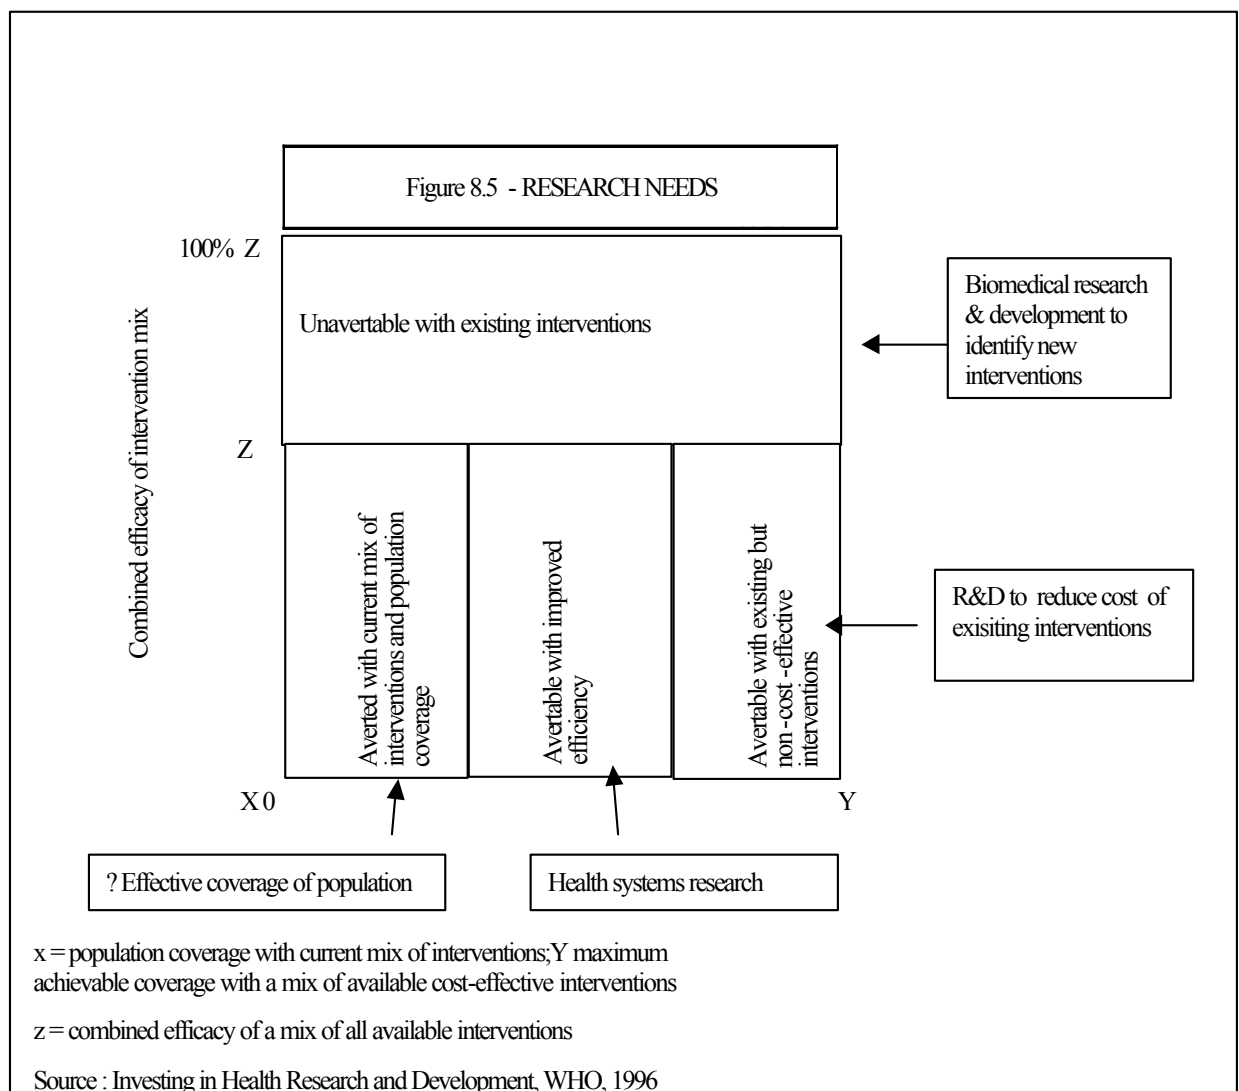 Figure 8.5 - RESEARCH NEEDS
100% Z
Unavertable with existing interventions
Biomedical research
& development to
identify new
interventions
Combined efficacy of intervention mix
Z
Averted with current mix of
interventions and population
coverage
Avertable with improved
efficiency
Avertable with existing but
non -cost -effective
interventions
R&D to reduce cost of
exisiting interventions
X 0
Y
? Effective coverage of population
Health systems research
x = population coverage with current mix of interventions;Y maximum
achievable coverage with a mix of available cost-effective interventions
z = combined efficacy of a mix of all available interventions
Source : Investing in Health Research and Development, WHO, 1996